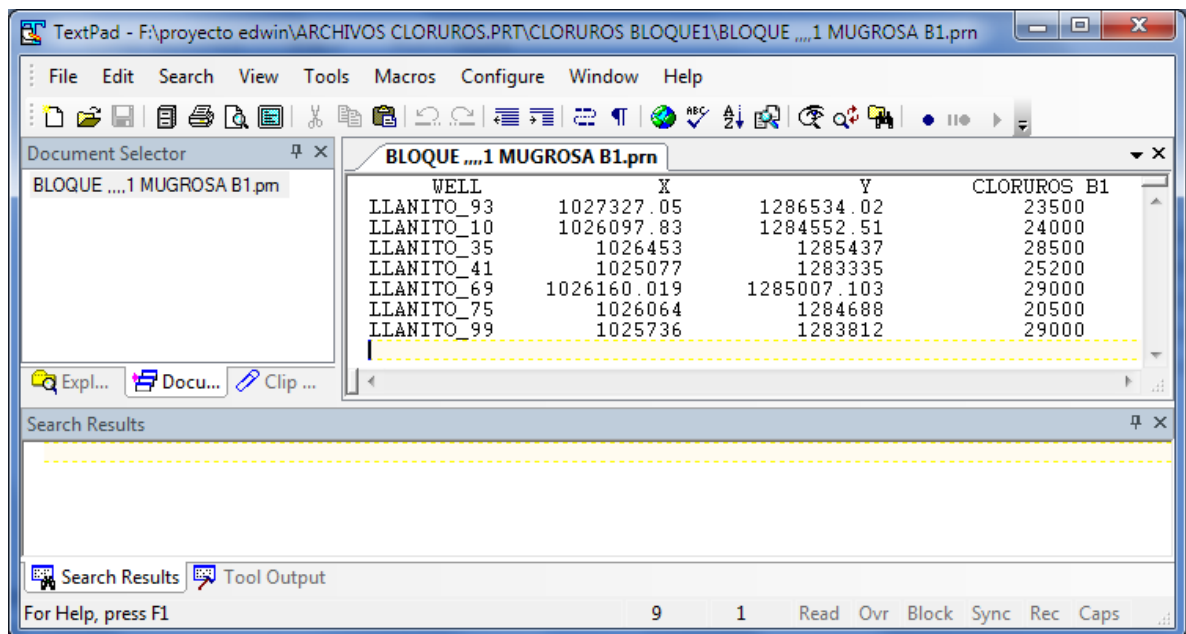 TextPad - F:\proyecto edwin\ARCHIVOS CLORUROS.PRT\CLORUROS BLOQUE1\BLOQUE ,,,,1 MUGROSA B1.prn
File Edit Search View Tools Macros Configure Window Help
Document Selector
BLOQUE ,,,,1 MUGROSA B1.prn
BLOQUE ,,,,1 MUGROSA B1.prn
WELL X Y CLORUROS B1
LLANITO_93 1027327.05 1286534.02 23500
LLANITO_10 1026097.83 1284552.51 24000
LLANITO_35 1026453 1285437 28500
LLANITO_41 1025077 1283335 25200
LLANITO_69 1026160.019 1285007.103 29000
LLANITO_75 1026064 1284688 20500
LLANITO_99 1025736 1283812 29000
Expl... Docu... Clip ...
Search Results
Search Results Tool Output
For Help, press F1 9 1 Read Ovr Block Sync Rec Caps